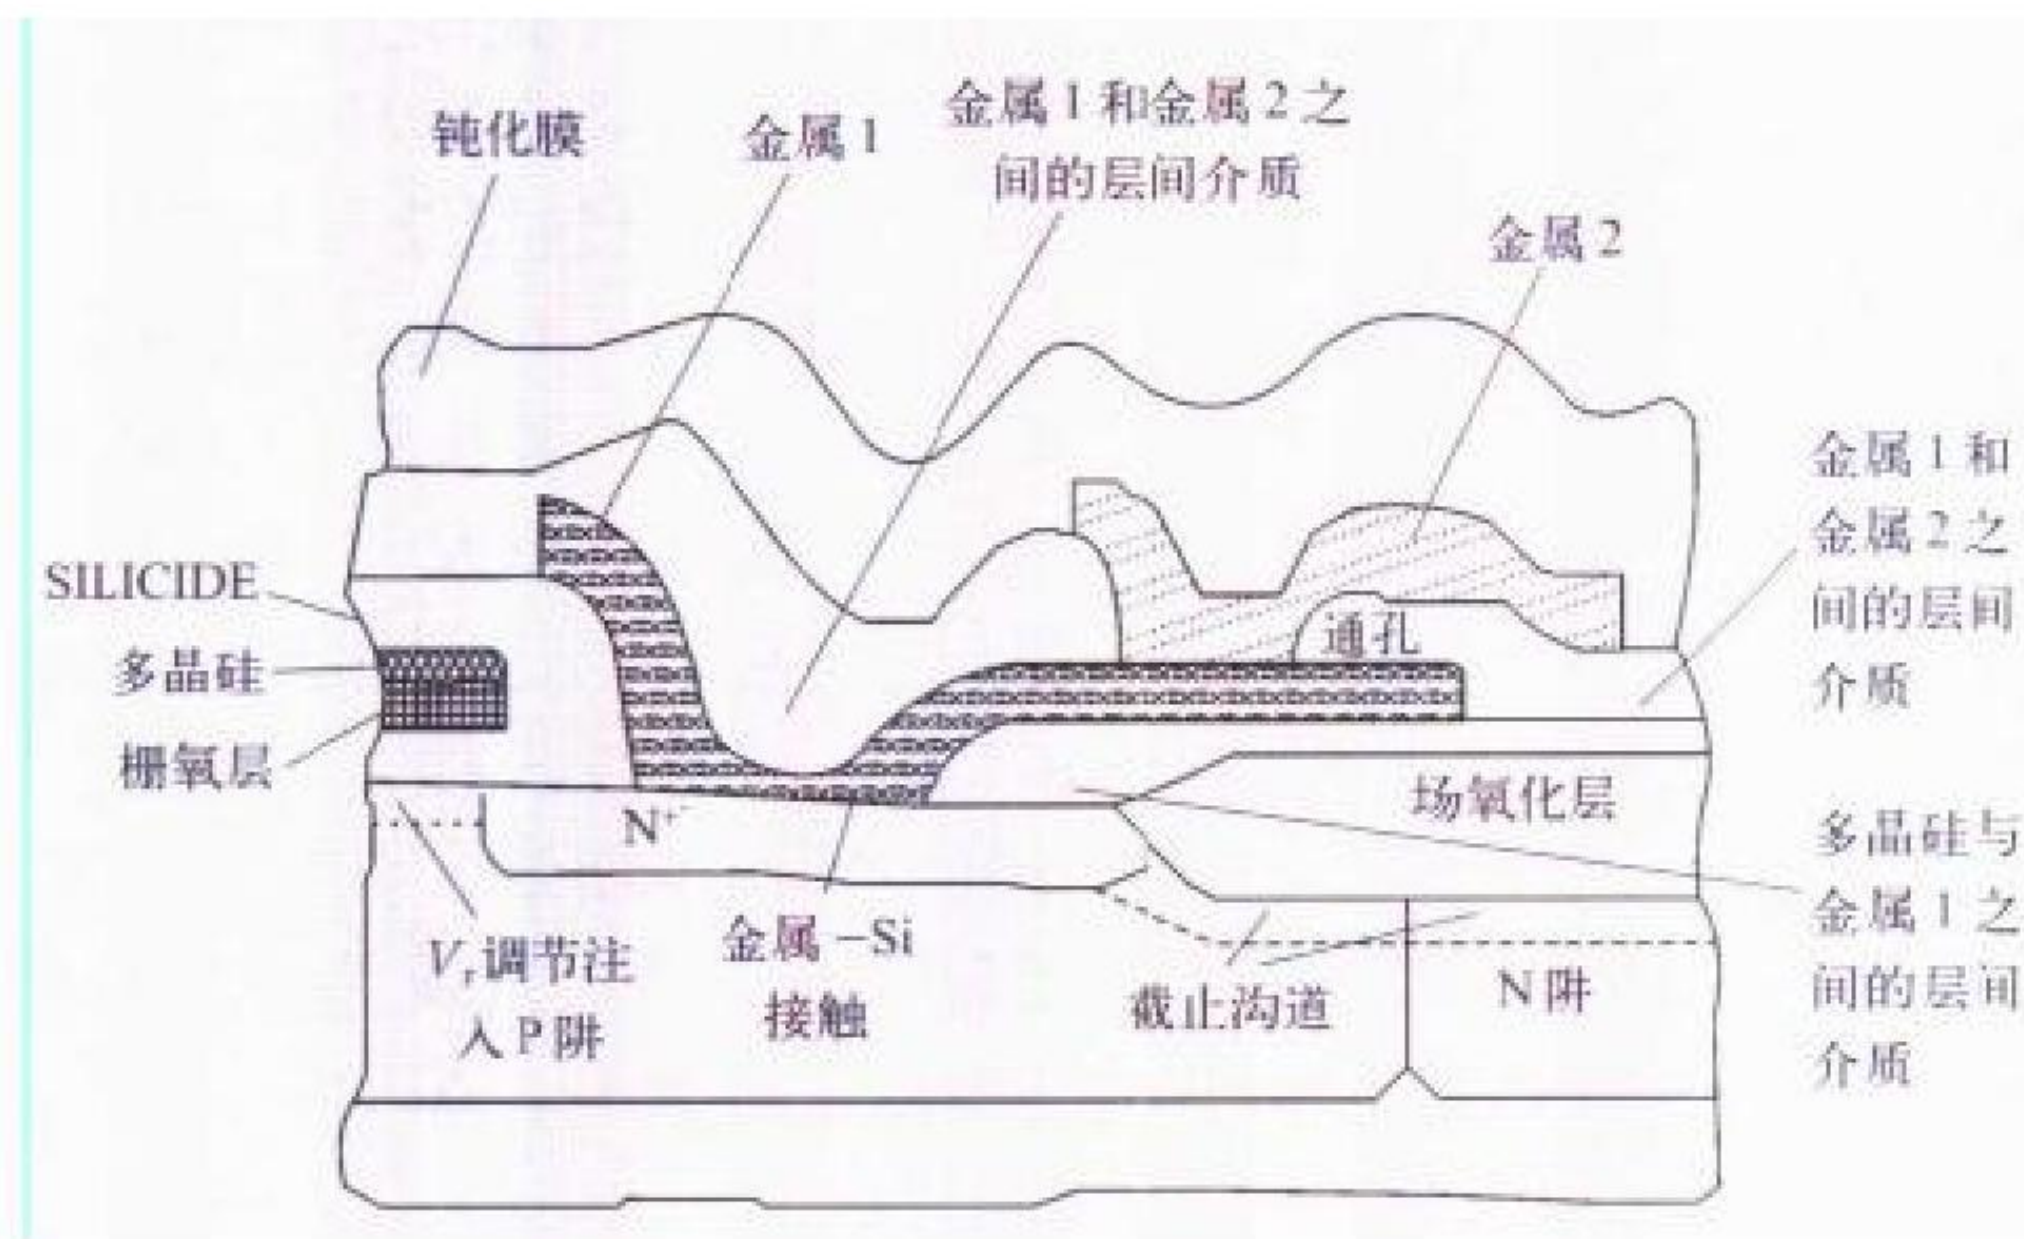 钝化膜
金属1
金属1和金属2之
间的层间介质
金属2
金属1和
金属2之
间的层间
介质
SILICIDE
多晶硅
栅氧层
通孔
场氧化层
N⁺
多晶硅与
金属1之
间的层间
介质
V_r调节注
入P阱
金属-Si
接触
截止沟道
N阱